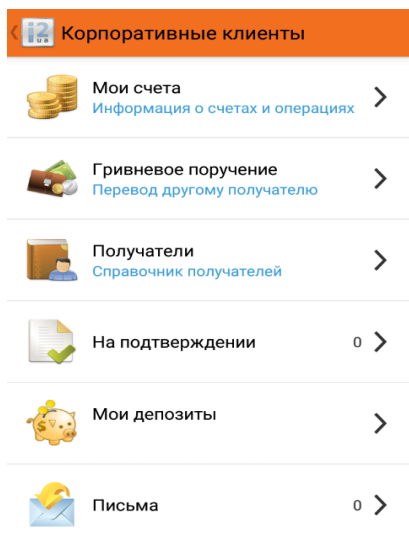 i2 ua Корпоративные клиенты
Мои счета
Информация о счетах и операциях
Гривневое поручение
Перевод другому получателю
Получатели
Справочник получателей
На подтверждении 0
Мои депозиты
Письма 0